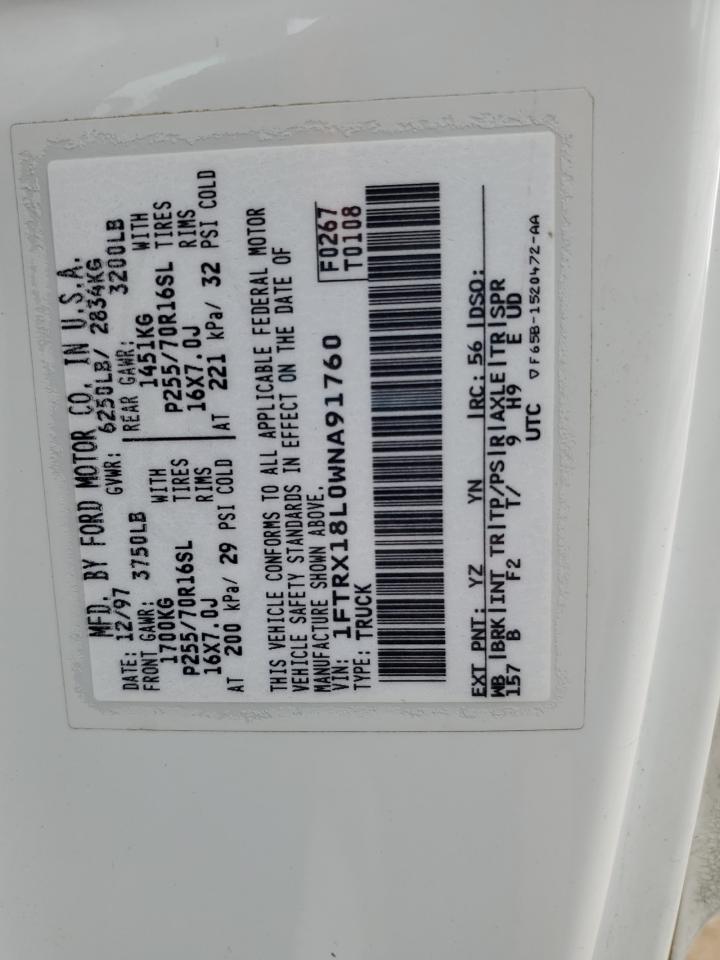 MFD. BY FORD MOTOR CO. IN U.S.A.
DATE: 12/97 GVWR: 6250LB/ 2834KG
FRONT GAWR: 3750LB REAR GAWR: 3200LB
1700KG WITH 1451KG WITH
P255/70R16SL TIRES P255/70R16SL TIRES
16X7.0J RIMS 16X7.0J RIMS
AT 200 kPa/ 29 PSI COLD AT 221 kPa/ 32 PSI COLD
THIS VEHICLE CONFORMS TO ALL APPLICABLE FEDERAL MOTOR
VEHICLE SAFETY STANDARDS IN EFFECT ON THE DATE OF
MANUFACTURE SHOWN ABOVE.
VIN: 1FTRX18L0WNA91760 F0267
TYPE: TRUCK T0108
EXT PNT: YZ YN RC: 56 DSO:
WB BRK INT TR TP/PS R AXLE TR SPR
157 B F2 T/ 9 H9 E UD
UTC ▽F65B-1520472-AA